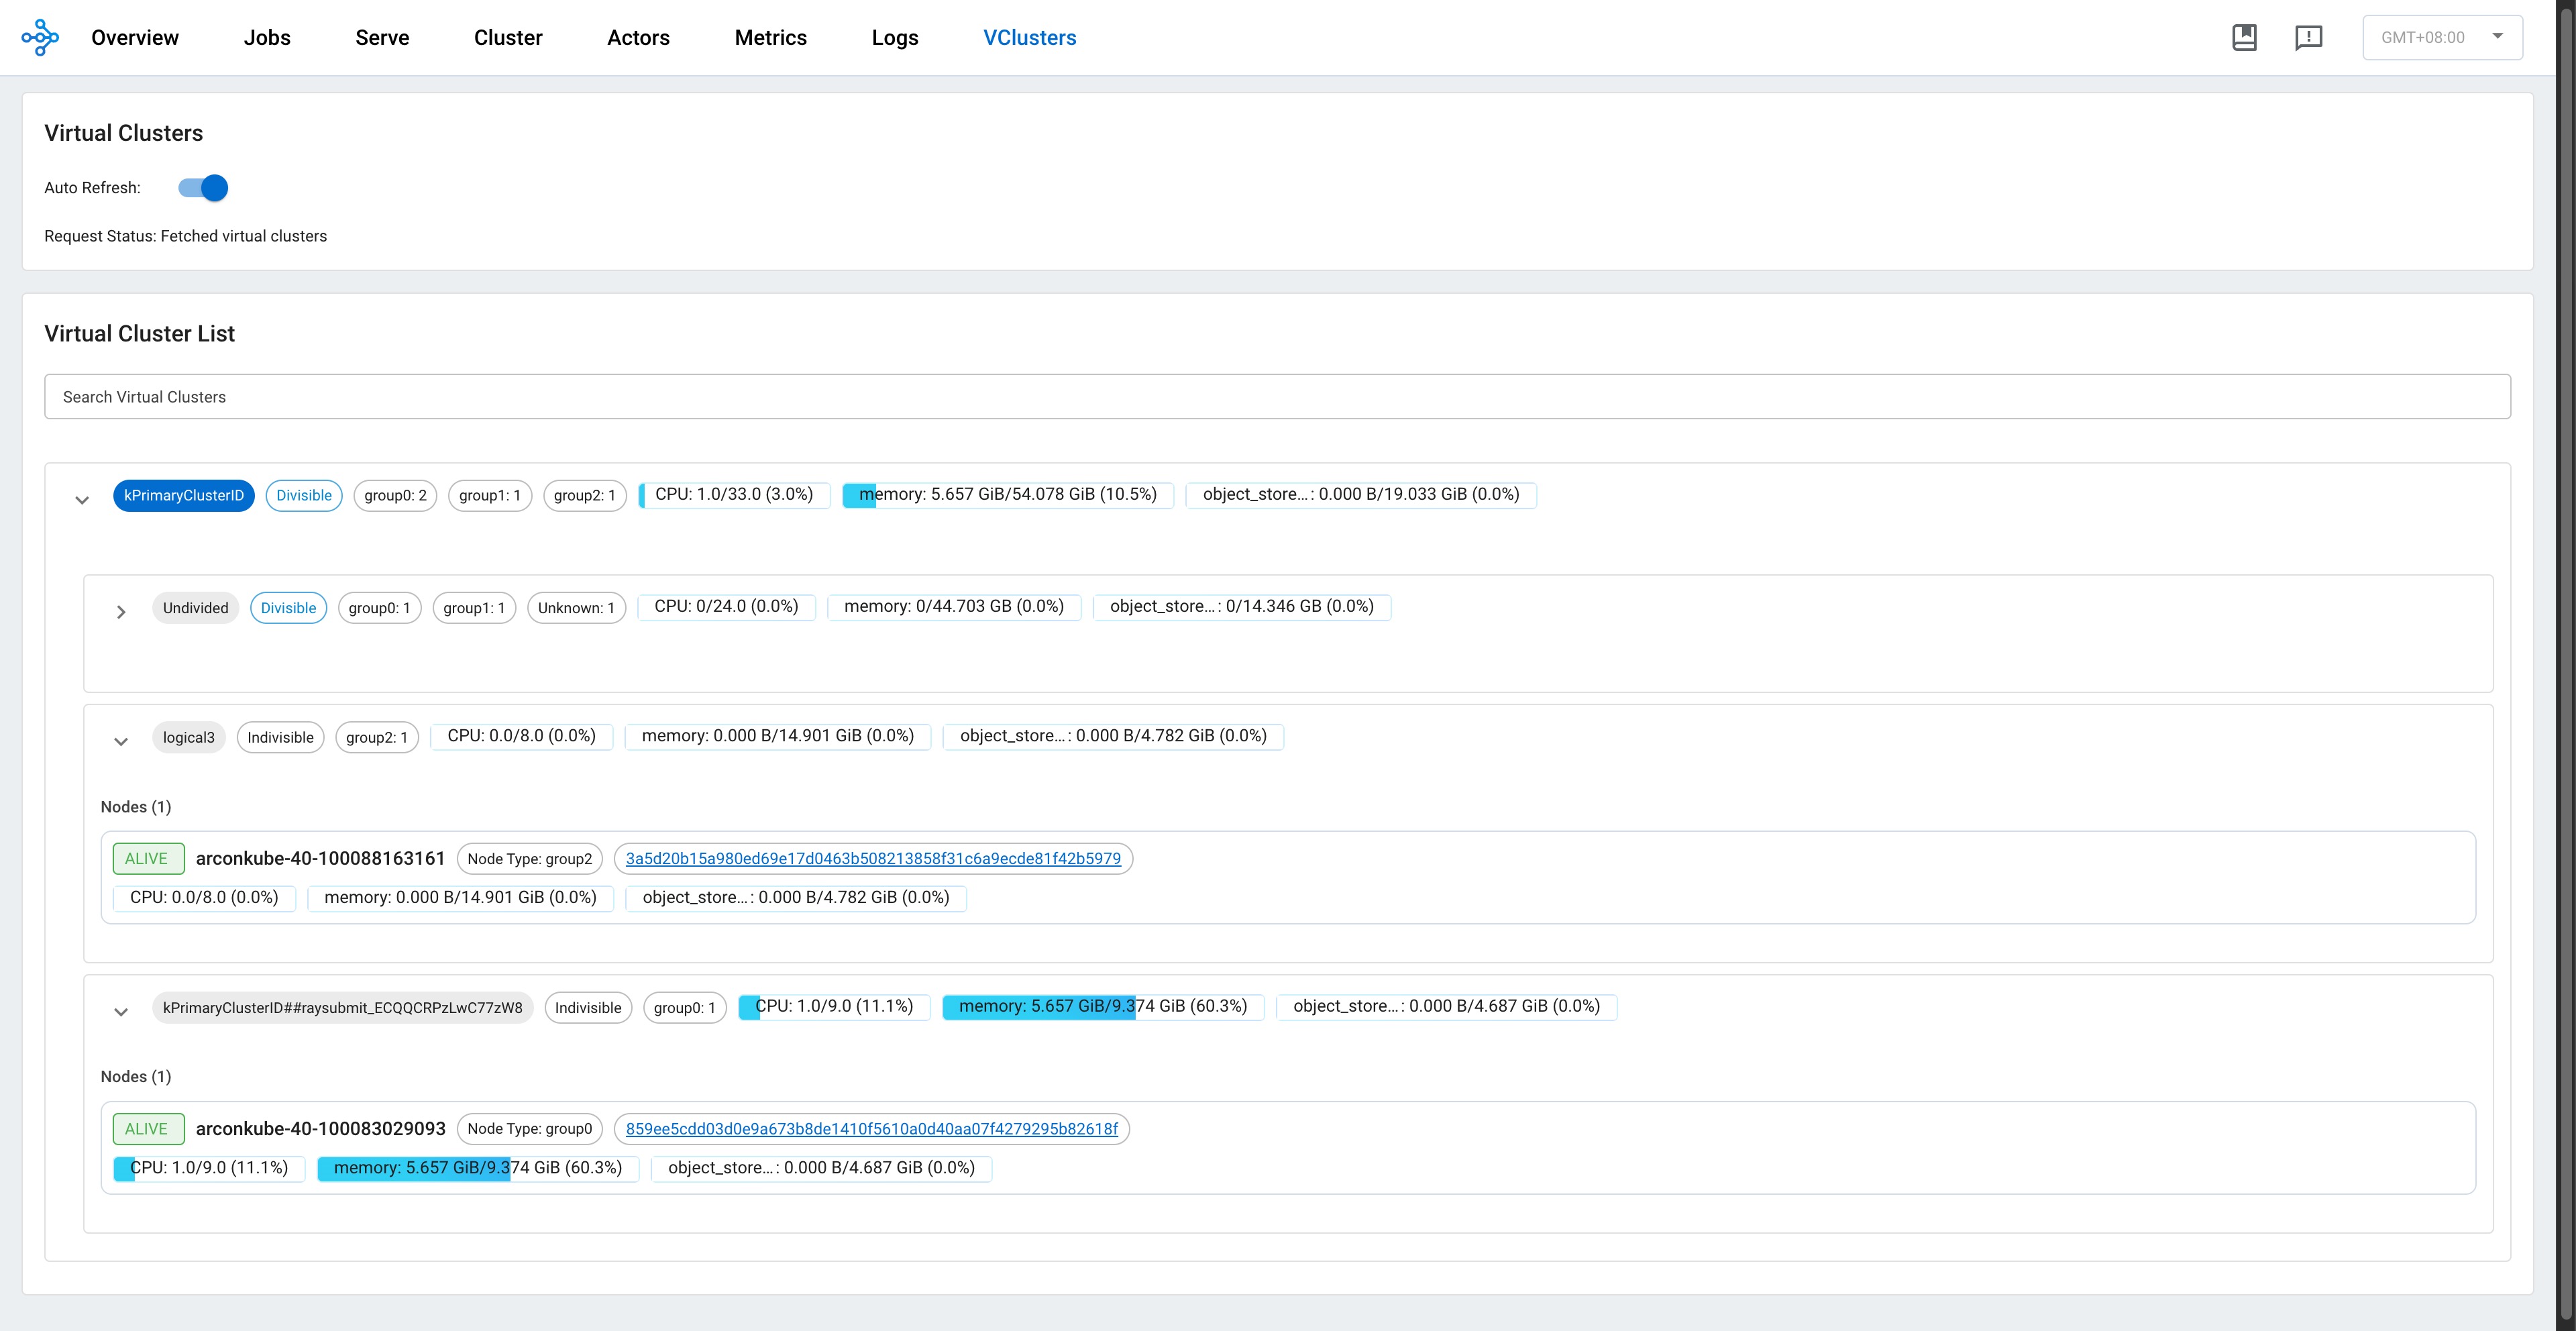 Overview Jobs Serve Cluster Actors Metrics Logs VClusters GMT+08:00
Virtual Clusters
Auto Refresh:
Request Status: Fetched virtual clusters
Virtual Cluster List
Search Virtual Clusters
kPrimaryClusterID Divisible group0: 2 group1: 1 group2: 1 CPU: 1.0/33.0 (3.0%) memory: 5.657 GiB/54.078 GiB (10.5%) object_store...: 0.000 B/19.033 GiB (0.0%)
Undivided Divisible group0: 1 group1: 1 Unknown: 1 CPU: 0/24.0 (0.0%) memory: 0/44.703 GB (0.0%) object_store...: 0/14.346 GB (0.0%)
logical3 Indivisible group2: 1 CPU: 0.0/8.0 (0.0%) memory: 0.000 B/14.901 GiB (0.0%) object_store...: 0.000 B/4.782 GiB (0.0%)
Nodes (1)
ALIVE arconkube-40-100088163161 Node Type: group2 3a5d20b15a980ed69e17d0463b508213858f31c6a9ecde81f42b5979
CPU: 0.0/8.0 (0.0%) memory: 0.000 B/14.901 GiB (0.0%) object_store...: 0.000 B/4.782 GiB (0.0%)
kPrimaryClusterID##raysubmit_ECQQCRPzLwC77zW8 Indivisible group0: 1 CPU: 1.0/9.0 (11.1%) memory: 5.657 GiB/9.374 GiB (60.3%) object_store...: 0.000 B/4.687 GiB (0.0%)
Nodes (1)
ALIVE arconkube-40-100083029093 Node Type: group0 859ee5cdd03d0e9a673b8de1410f5610a0d40aa07f4279295b82618f
CPU: 1.0/9.0 (11.1%) memory: 5.657 GiB/9.374 GiB (60.3%) object_store...: 0.000 B/4.687 GiB (0.0%)